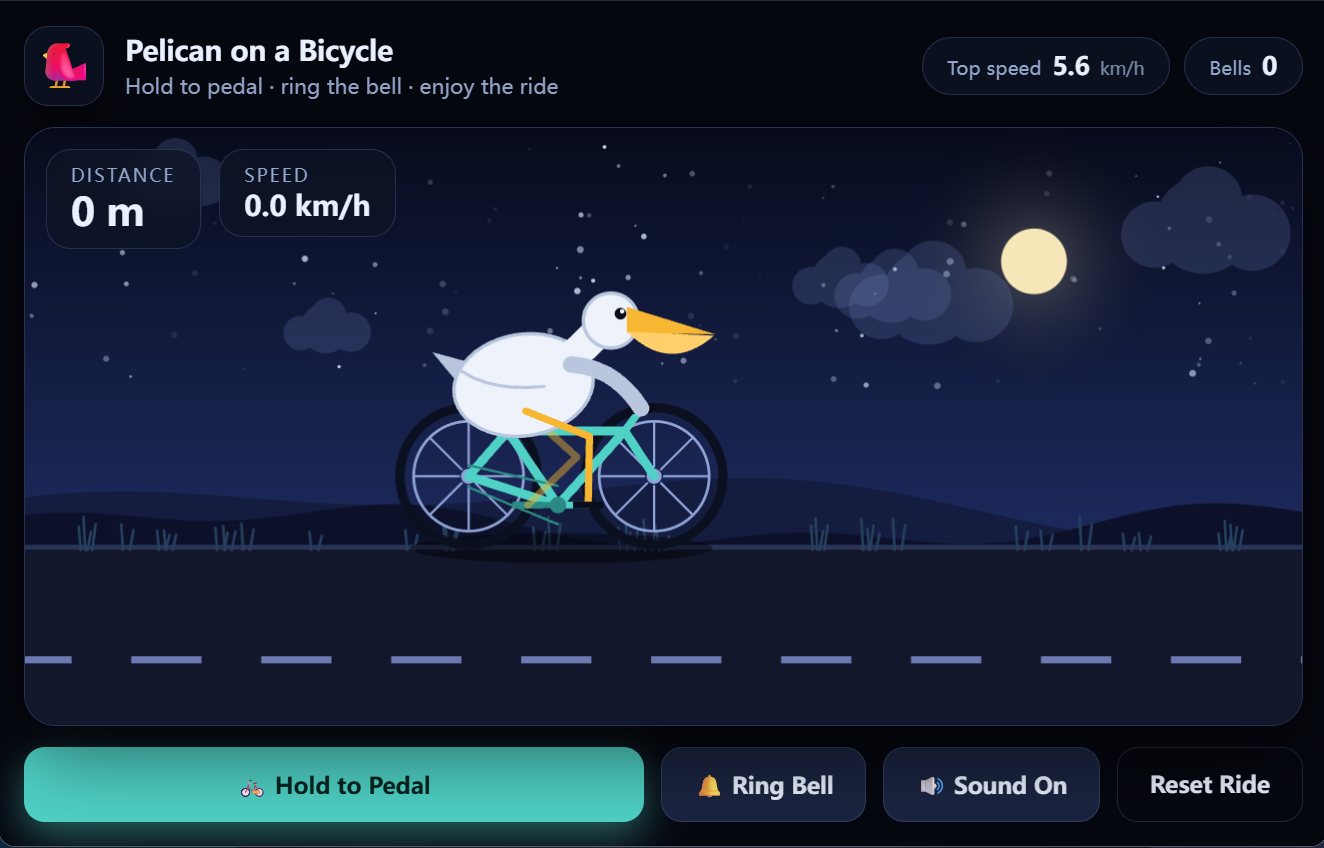 Pelican on a Bicycle
Hold to pedal · ring the bell · enjoy the ride
Top speed 5.6 km/h
Bells 0
DISTANCE
0 m
SPEED
0.0 km/h
Hold to Pedal
Ring Bell
Sound On
Reset Ride